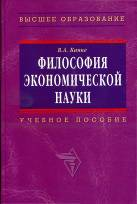 ВЫСШЕЕ ОБРАЗОВАНИЕ
В.А. Канке
ФИЛОСОФИЯ
ЭКОНОМИЧЕСКОЙ
НАУКИ
УЧЕБНОЕ ПОСОБИЕ